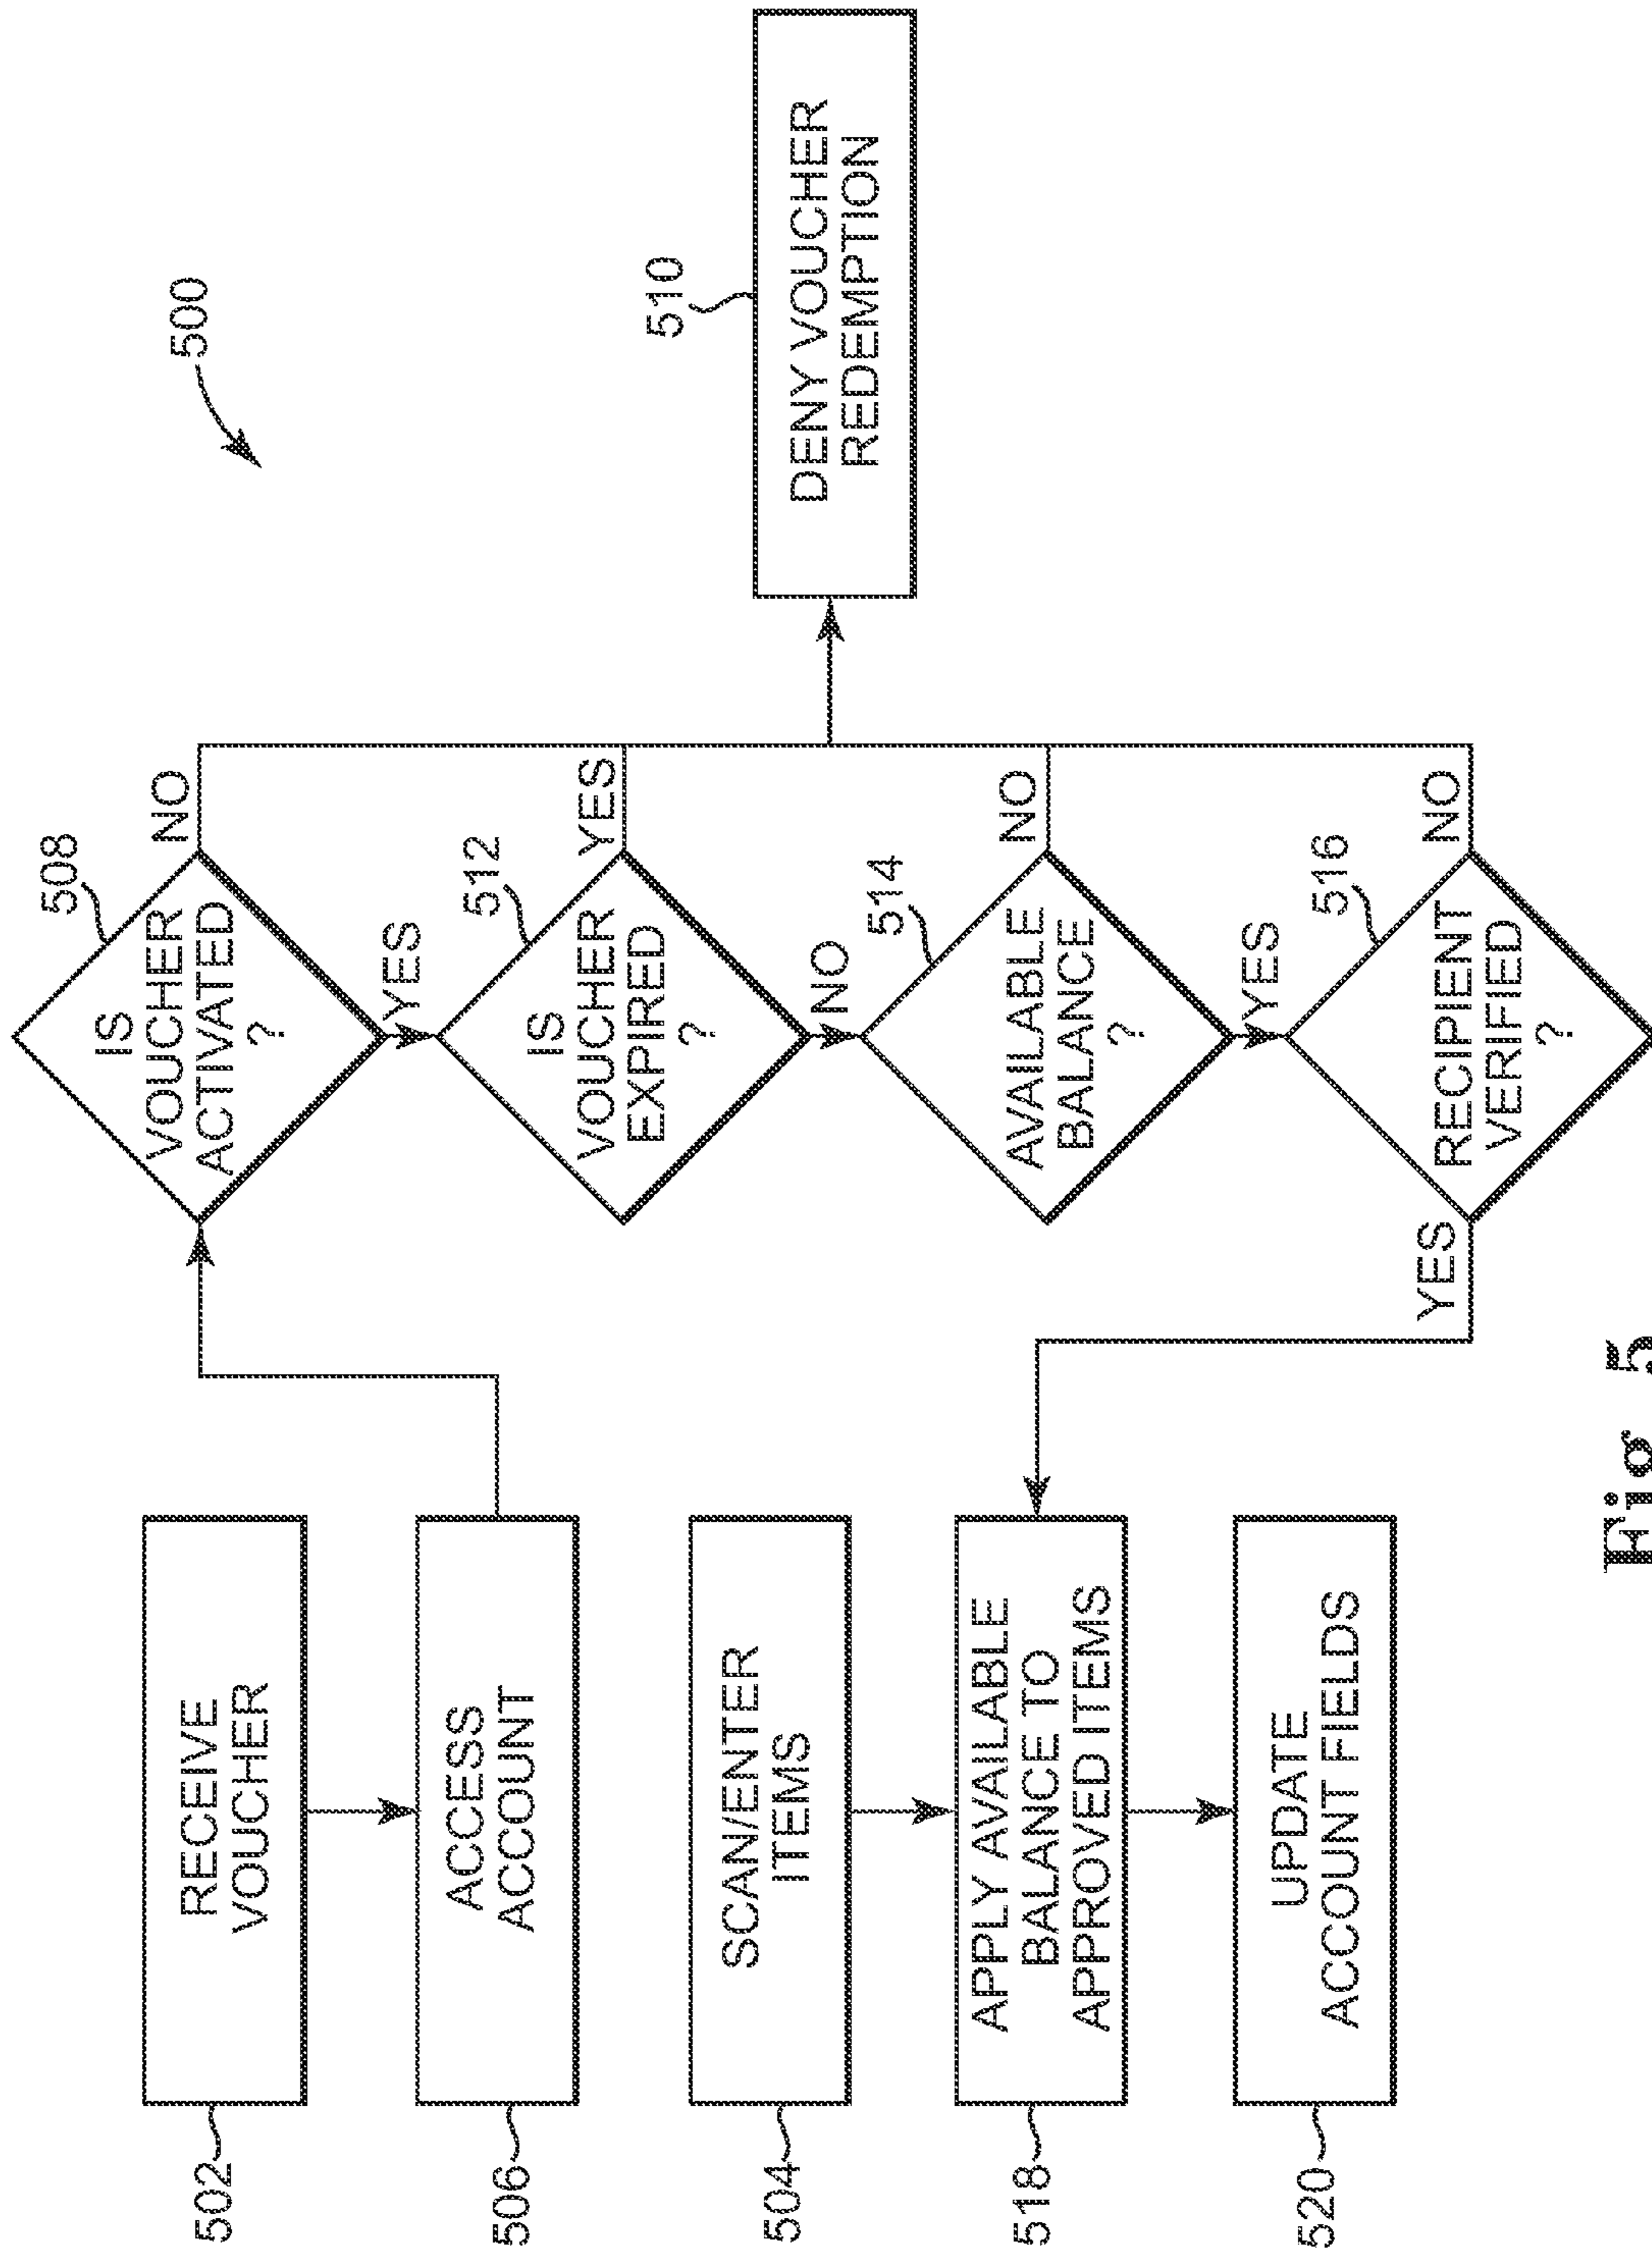 500
502
RECEIVE
VOUCHER
506
ACCESS
ACCOUNT
504
SCAN/ENTER
ITEMS
518
APPLY AVAILABLE
BALANCE TO
APPROVED ITEMS
520
UPDATE
ACCOUNT FIELDS
508
IS
VOUCHER
ACTIVATED
?
NO
YES
512
IS
VOUCHER
EXPIRED
?
YES
NO
514
AVAILABLE
BALANCE
?
NO
YES
516
RECIPIENT
VERIFIED
?
NO
YES
510
DENY VOUCHER
REDEMPTION
Fig. 5